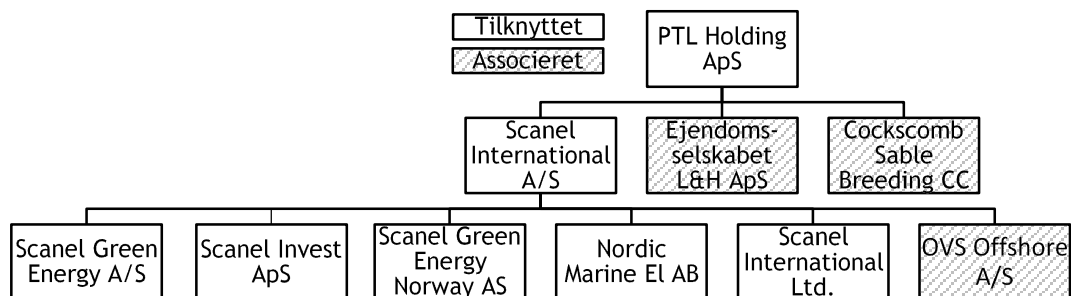 Tilknyttet
Associeret
PTL Holding
ApS
Scanel
International
A/S
Ejendoms-
selskabet
L&H ApS
Cockscomb
Sable
Breeding CC
Scanel Green
Energy A/S
Scanel Invest
ApS
Scanel Green
Energy
Norway AS
Nordic
Marine El AB
Scanel
International
Ltd.
OVS Offshore
A/S